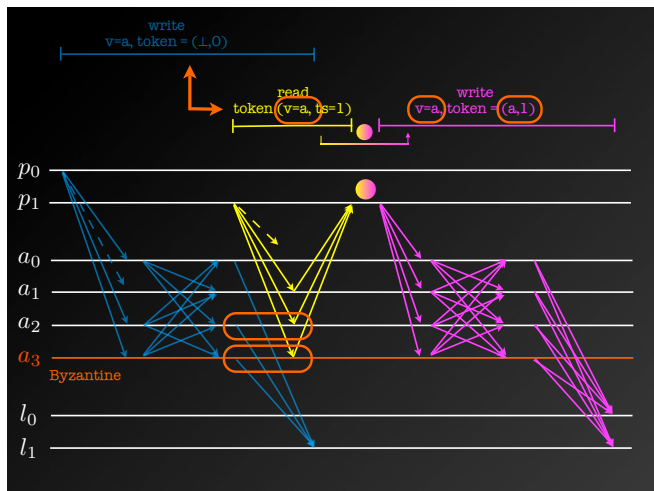 write
v=a, token = (⊥,0)
read
token (v=a, ts=1)
write
v=a, token = (a,1)
p0
p1
a0
a1
a2
a3
Byzantine
l0
l1